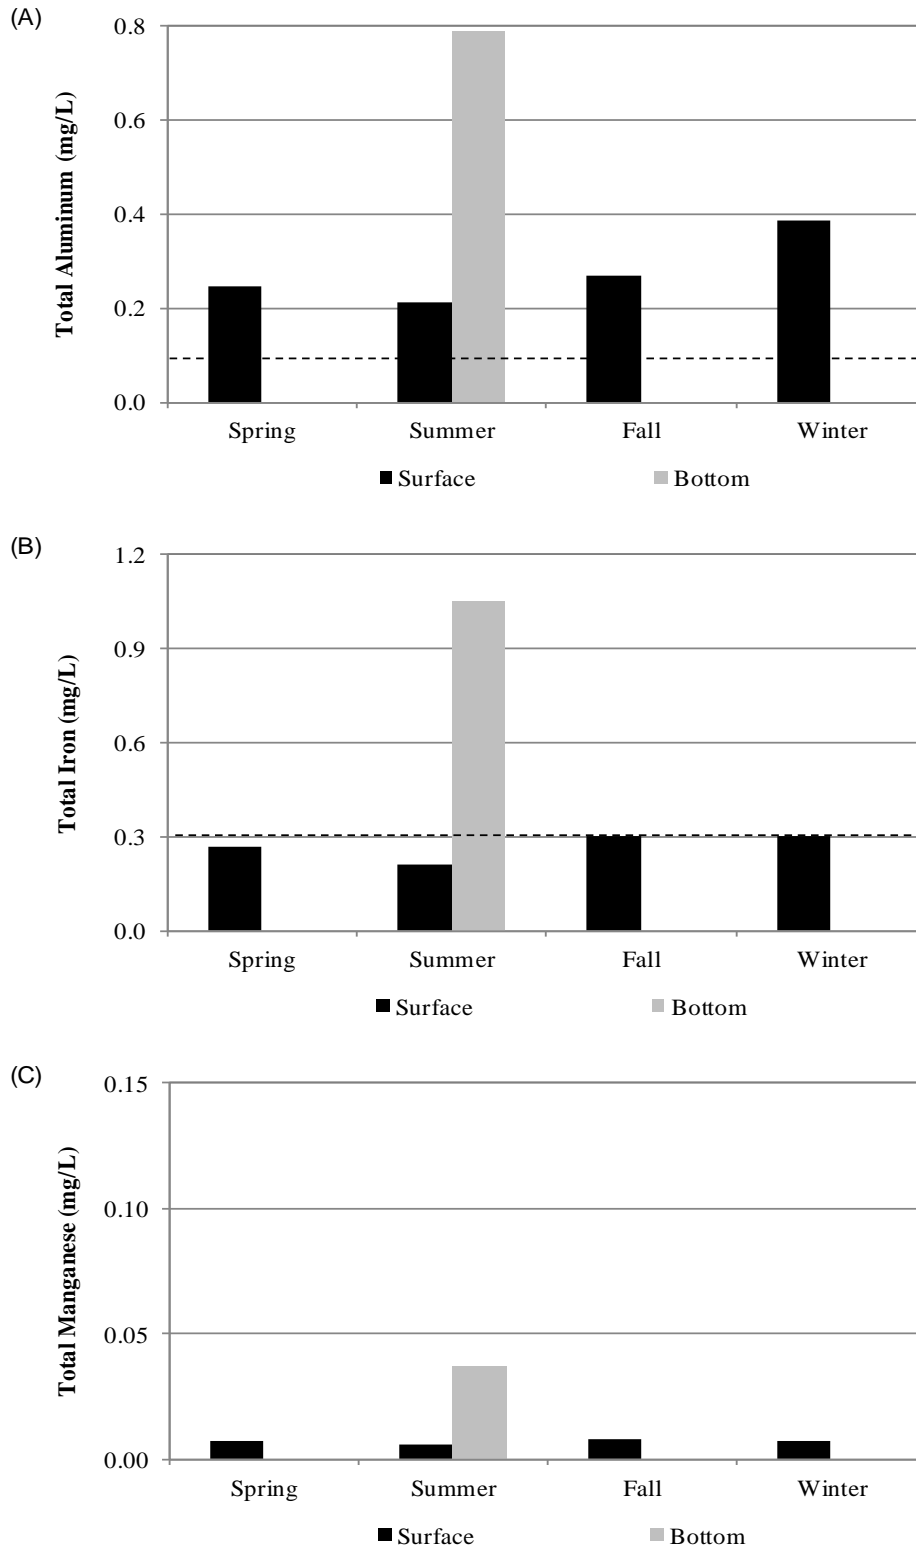 (A)
Total Aluminum (mg/L)
0.8
0.6
0.4
0.2
0.0
Spring Summer Fall Winter
Surface Bottom
(B)
Total Iron (mg/L)
1.2
0.9
0.6
0.3
0.0
Spring Summer Fall Winter
Surface Bottom
(C)
Total Manganese (mg/L)
0.15
0.10
0.05
0.00
Spring Summer Fall Winter
Surface Bottom